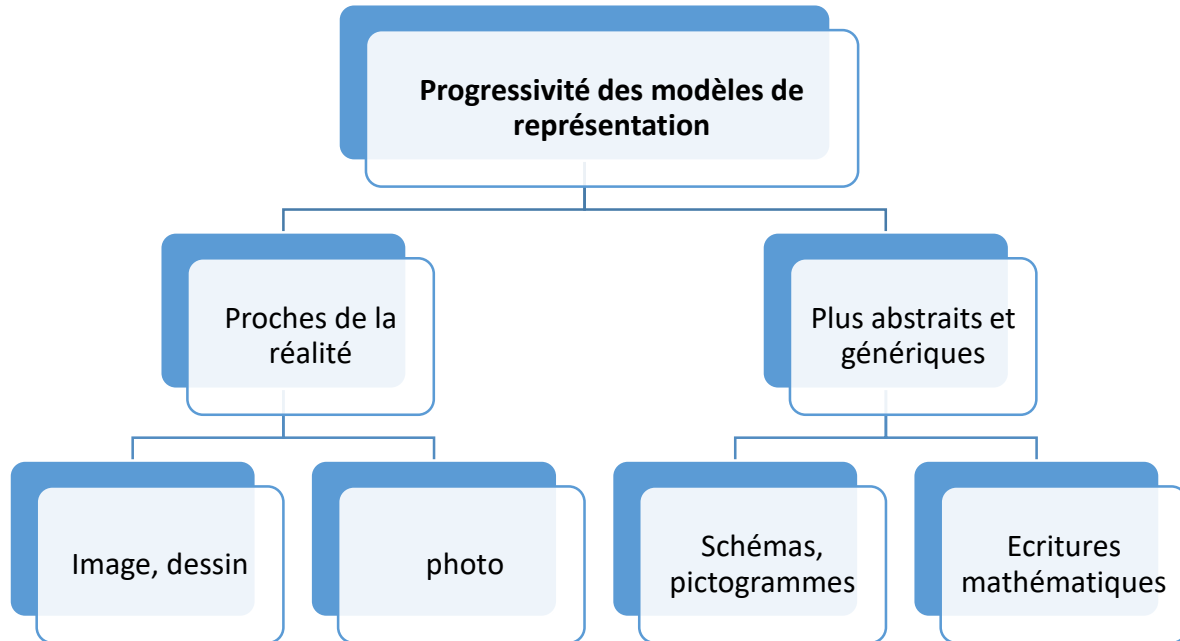 Progressivité des modèles de
représentation
Proches de la
réalité
Plus abstraits et
génériques
Image, dessin
photo
Schémas,
pictogrammes
Ecritures
mathématiques